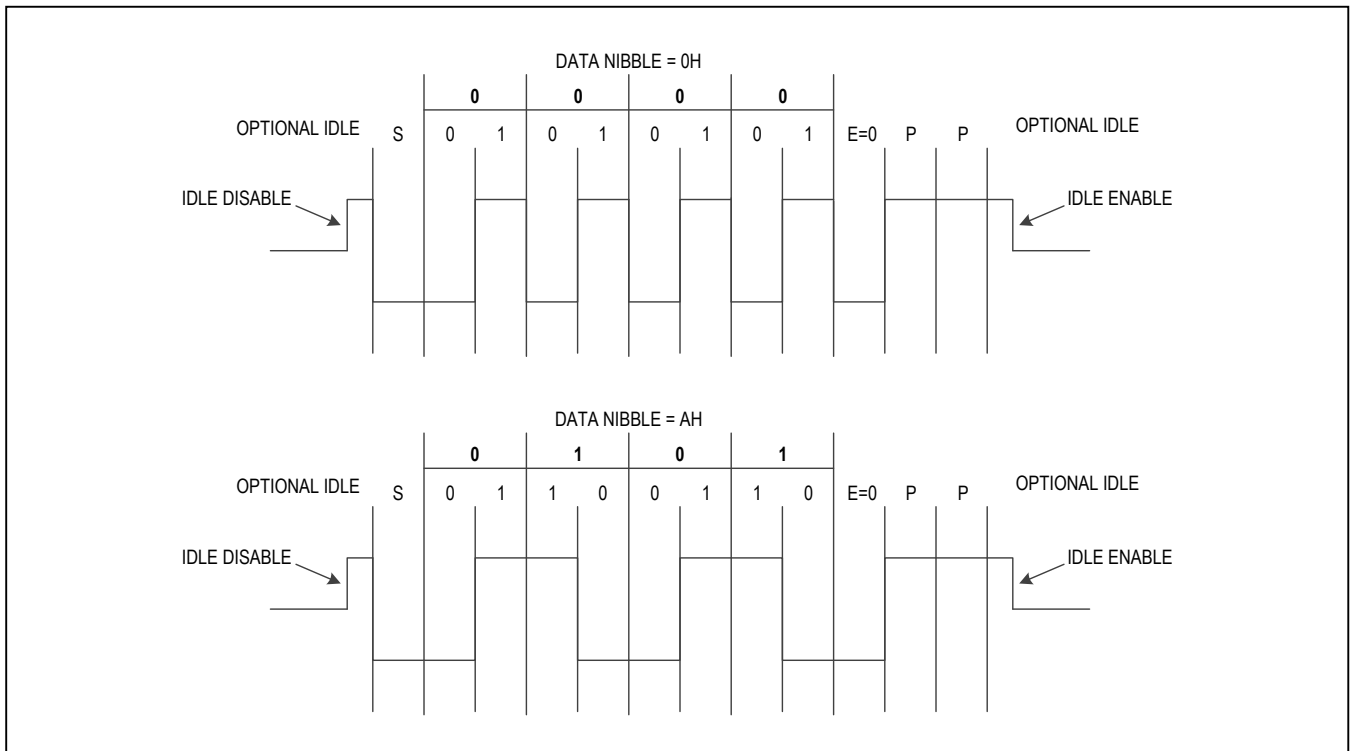 DATA NIBBLE = 0H
0 0 0 0
OPTIONAL IDLE S 0 1 0 1 0 1 0 1 E=0 P P OPTIONAL IDLE
IDLE DISABLE IDLE ENABLE
DATA NIBBLE = AH
0 1 0 1
OPTIONAL IDLE S 0 1 1 0 0 1 1 0 E=0 P P OPTIONAL IDLE
IDLE DISABLE IDLE ENABLE